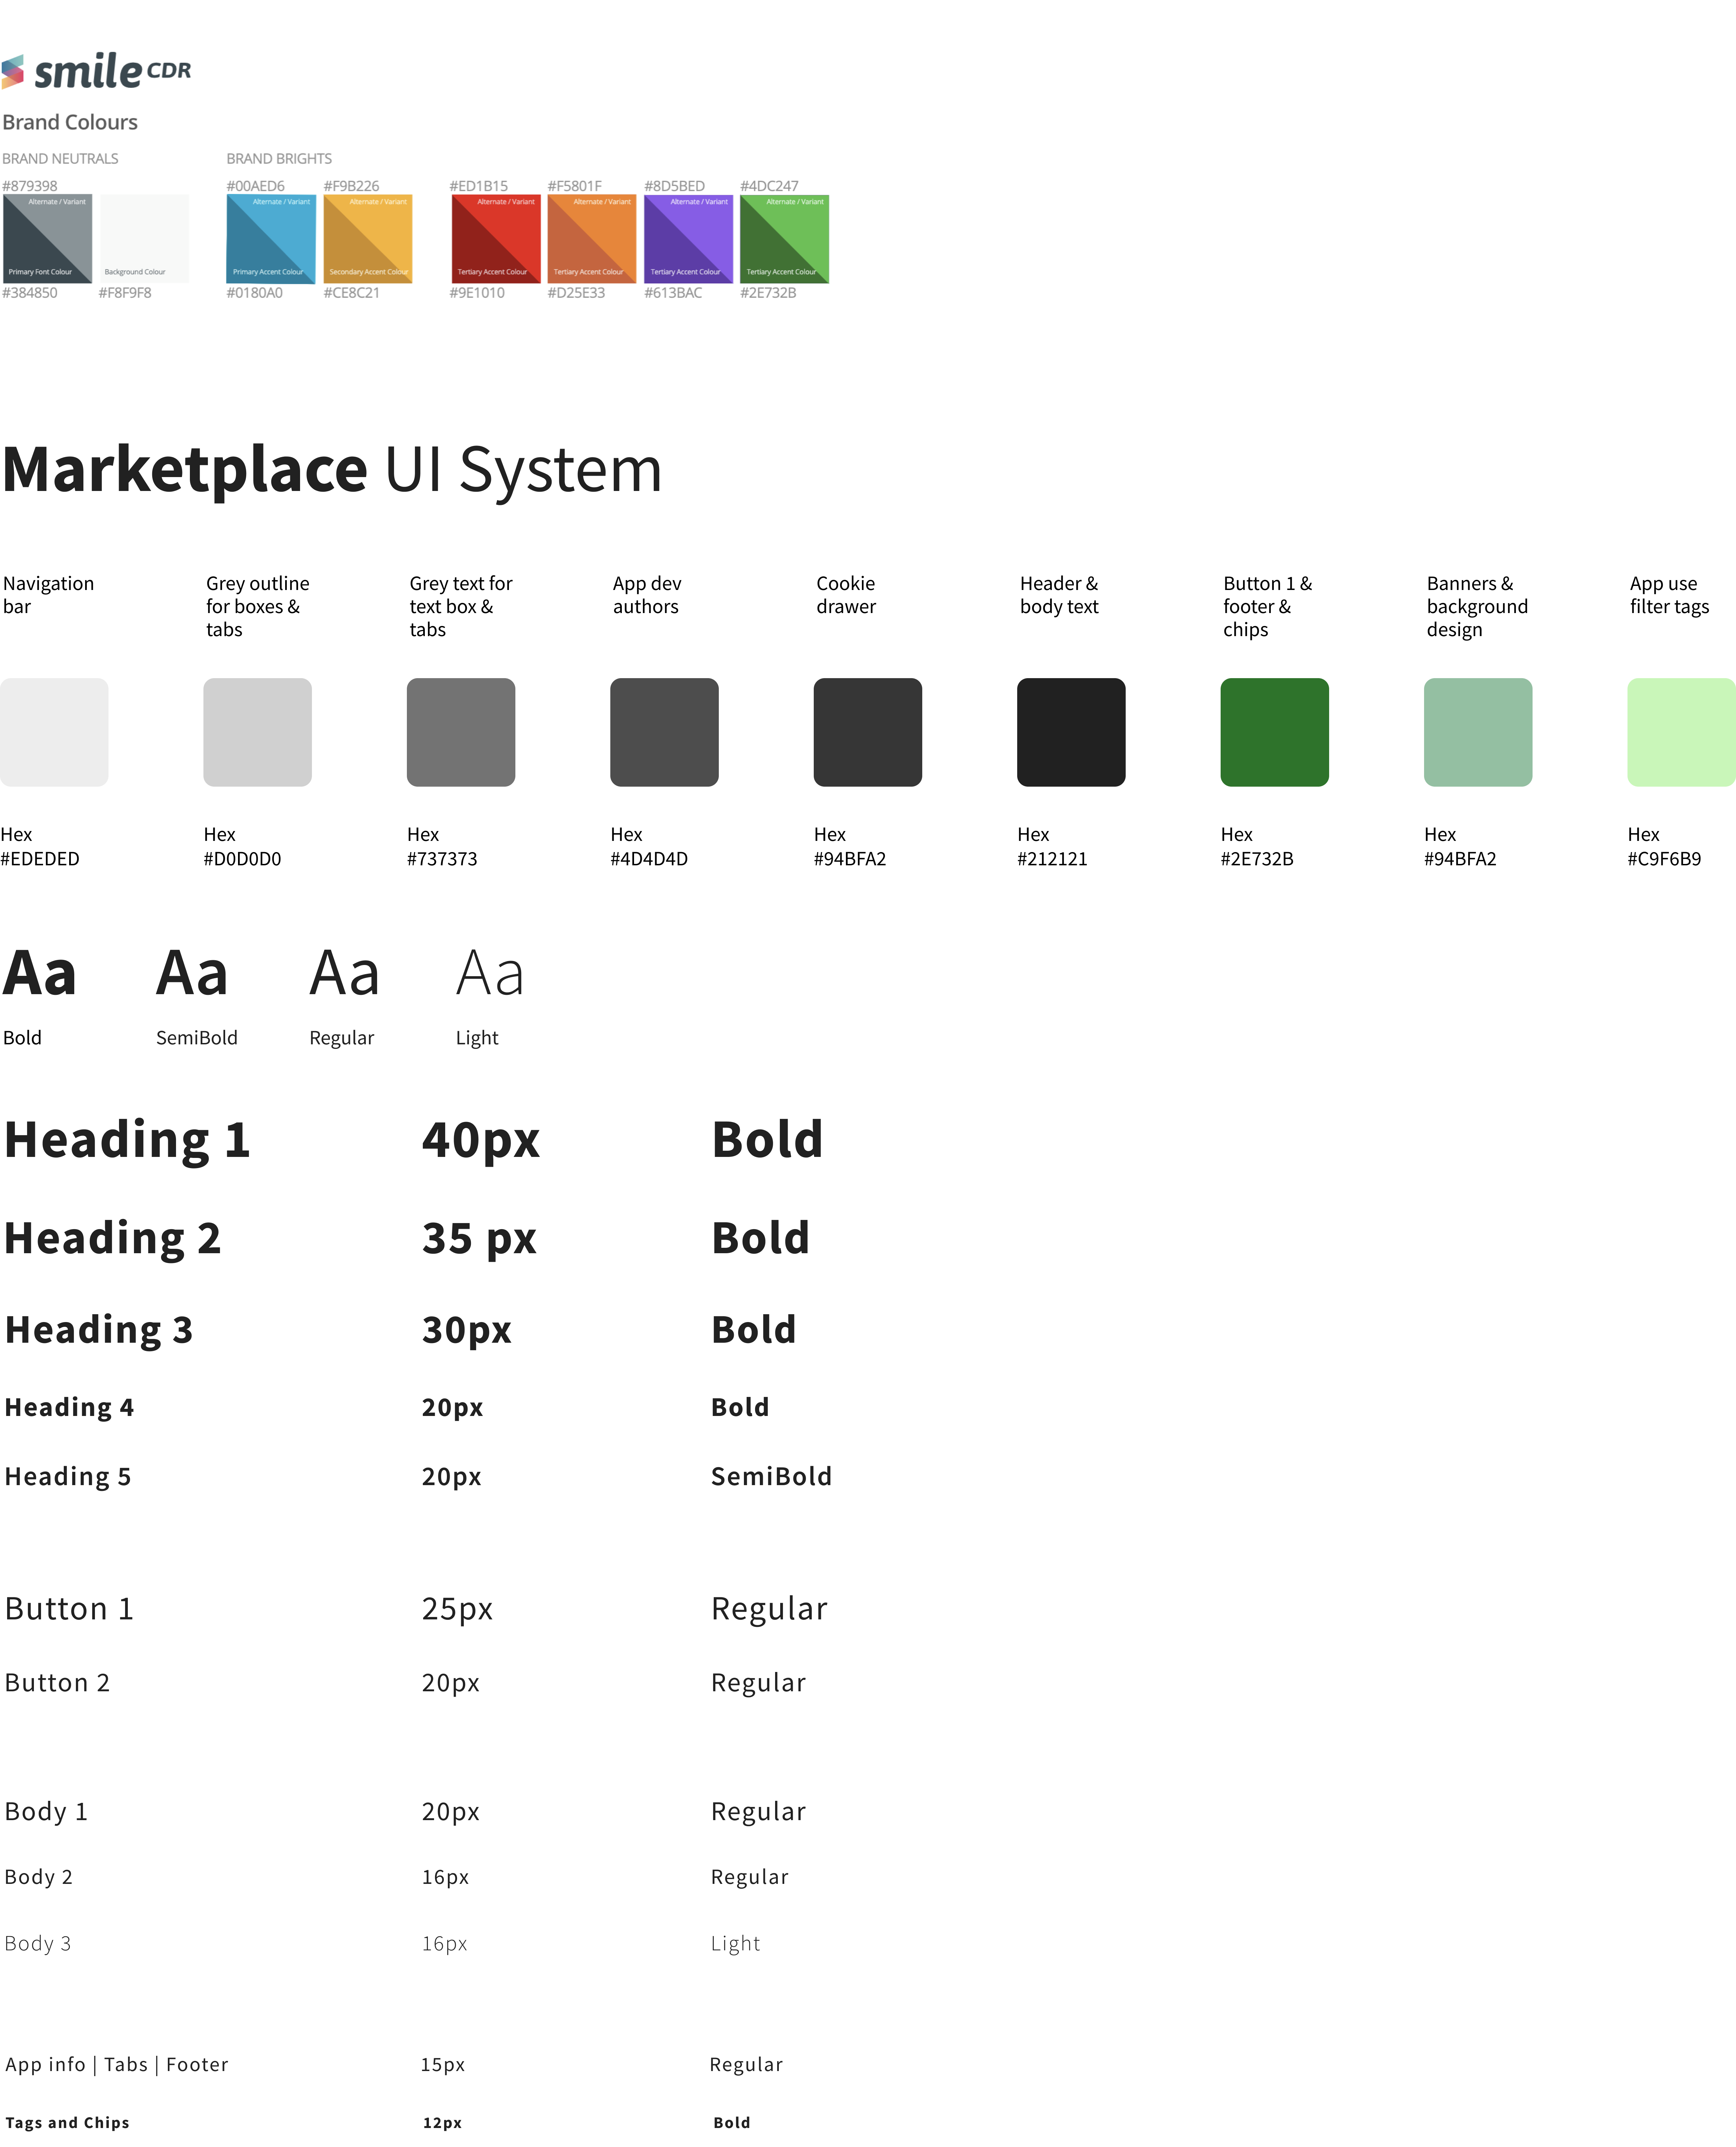 smile CDR
Brand Colours
BRAND NEUTRALS
BRAND BRIGHTS
#879398
#00AED6
#F9B226
#ED1B15
#F5801F
#8D5BED
#4DC247
Alternate / Variant
Alternate / Variant
Alternate / Variant
Alternate / Variant
Alternate / Variant
Alternate / Variant
Alternate / Variant
Primary Font Colour
Background Colour
Primary Accent Colour
Secondary Accent Colour
Tertiary Accent Colour
Tertiary Accent Colour
Tertiary Accent Colour
Tertiary Accent Colour
#384850
#F8F9F8
#0180A0
#CE8C21
#9E1010
#D25E33
#613BAC
#2E732B
Marketplace UI System
Navigation
bar
Grey outline
for boxes &
tabs
Grey text for
text box &
tabs
App dev
authors
Cookie
drawer
Header &
body text
Button 1 &
footer &
chips
Banners &
background
design
App use
filter tags
Hex
#EDEDED
Hex
#D0D0D0
Hex
#737373
Hex
#4D4D4D
Hex
#94BFA2
Hex
#212121
Hex
#2E732B
Hex
#94BFA2
Hex
#C9F6B9
Aa
Aa
Aa
Aa
Bold
SemiBold
Regular
Light
Heading 1 40px Bold
Heading 2 35 px Bold
Heading 3 30px Bold
Heading 4 20px Bold
Heading 5 20px SemiBold
Button 1 25px Regular
Button 2 20px Regular
Body 1 20px Regular
Body 2 16px Regular
Body 3 16px Light
App info | Tabs | Footer 15px Regular
Tags and Chips 12px Bold